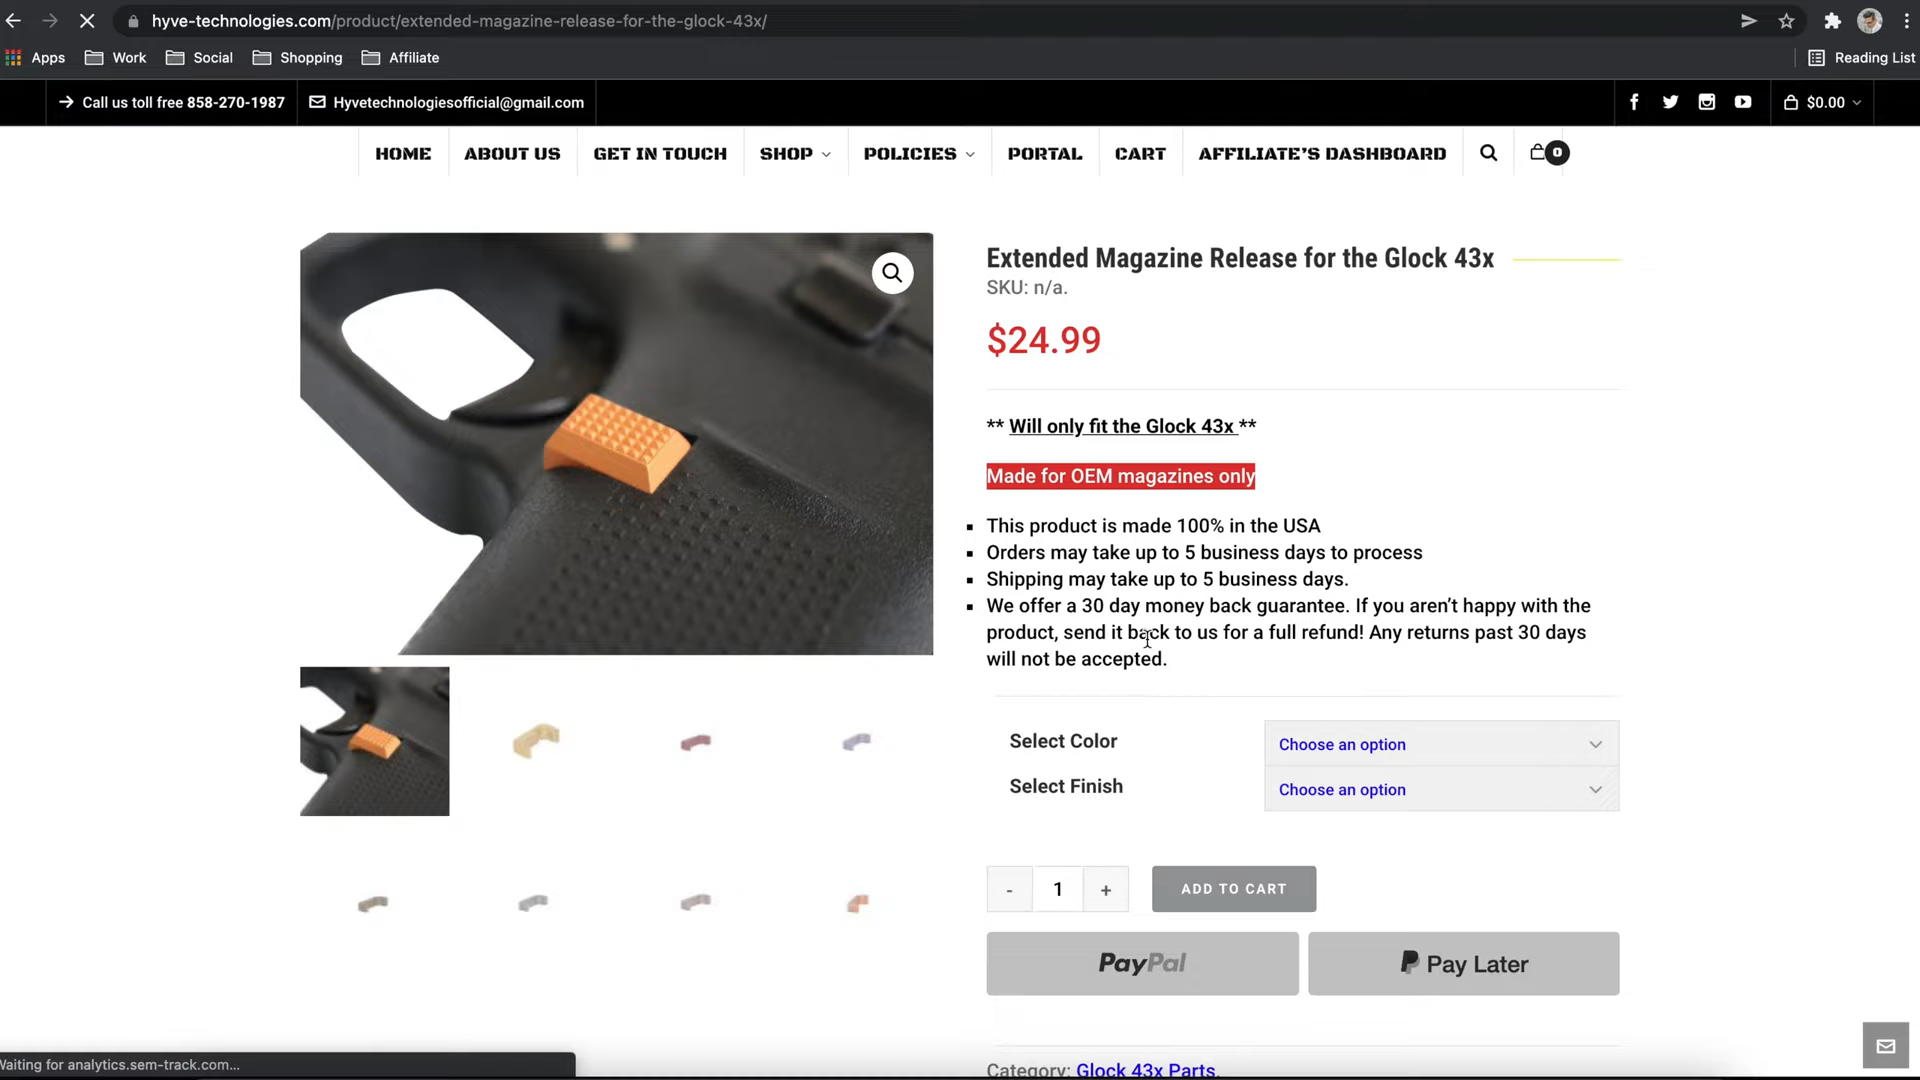 hyve-technologies.com/product/extended-magazine-release-for-the-glock-43x/
Apps Work Social Shopping Affiliate Reading List
Call us toll free 858-270-1987 Hyvetechnologiesofficial@gmail.com $0.00
HOME ABOUT US GET IN TOUCH SHOP POLICIES PORTAL CART AFFILIATE'S DASHBOARD 0
Extended Magazine Release for the Glock 43x
SKU: n/a.
$24.99
** Will only fit the Glock 43x **
Made for OEM magazines only
This product is made 100% in the USA
Orders may take up to 5 business days to process
Shipping may take up to 5 business days.
We offer a 30 day money back guarantee. If you aren't happy with the
product, send it back to us for a full refund! Any returns past 30 days
will not be accepted.
Select Color Choose an option
Select Finish Choose an option
- 1 + ADD TO CART
PayPal Pay Later
Category: Glock 43x Parts.
Waiting for analytics.sem-track.com...